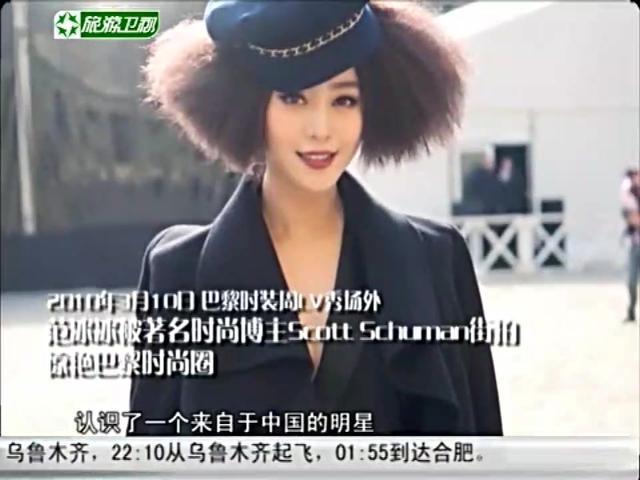 旅游卫视
2010年3月10日 巴黎时装周LV秀场外
范冰冰被著名时尚博主Scott Schuman街拍
惊艳巴黎时尚圈
认识了一个来自于中国的明星
乌鲁木齐，22:10从乌鲁木齐起飞，01:55到达合肥。